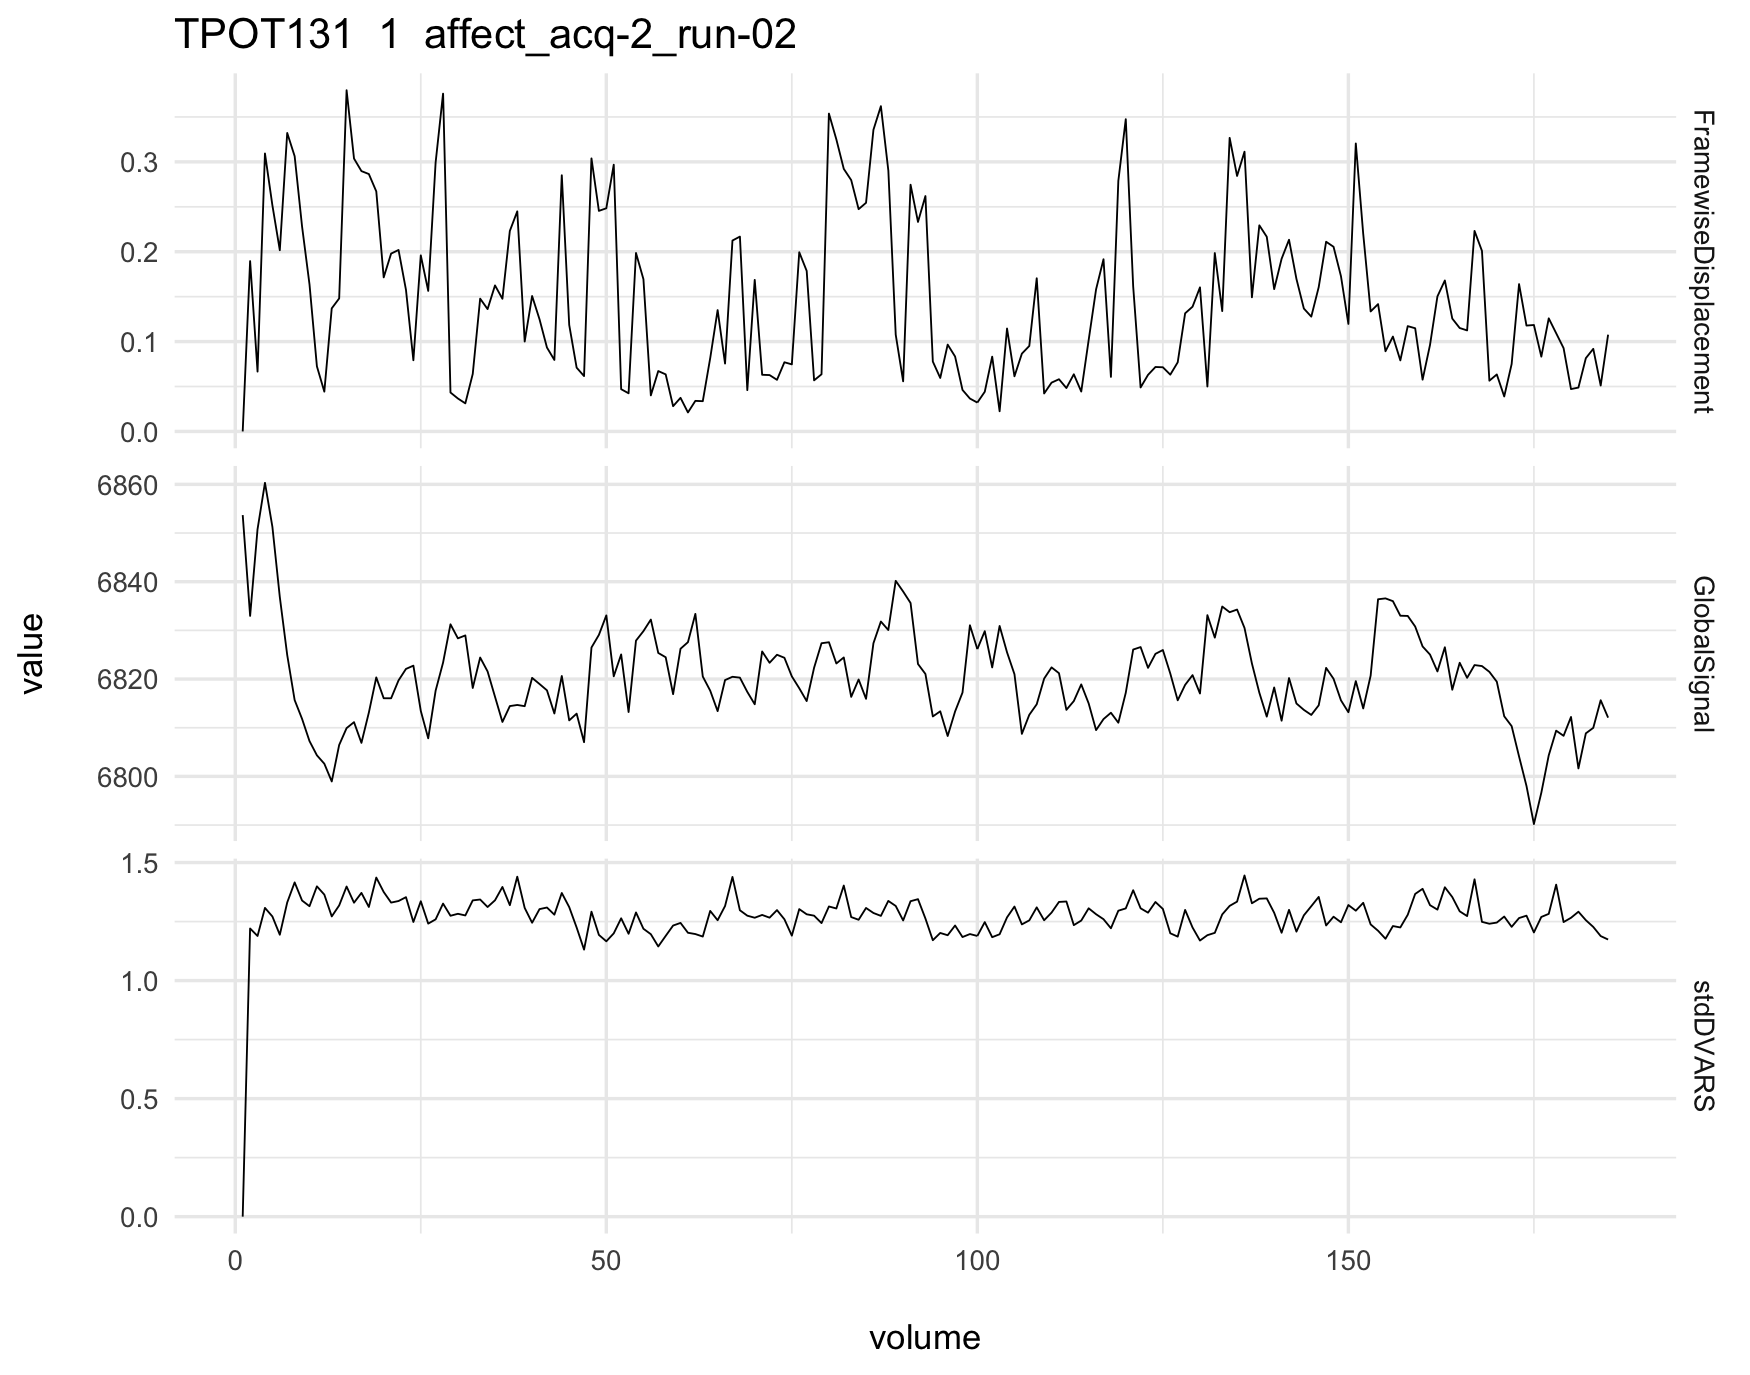 TPOT131 1 affect_acq-2_run-02
0.3
0.2
0.1
0.0
FramewiseDisplacement
6860
6840
6820
6800
GlobalSignal
1.5
1.0
0.5
0.0
stdDVARS
value
0 50 100 150
volume